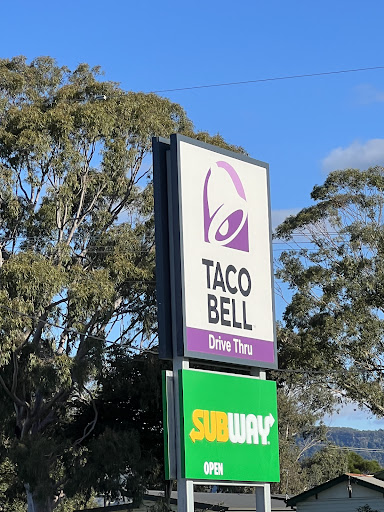 TACO
BELL
Drive Thru
SUBWAY
OPEN